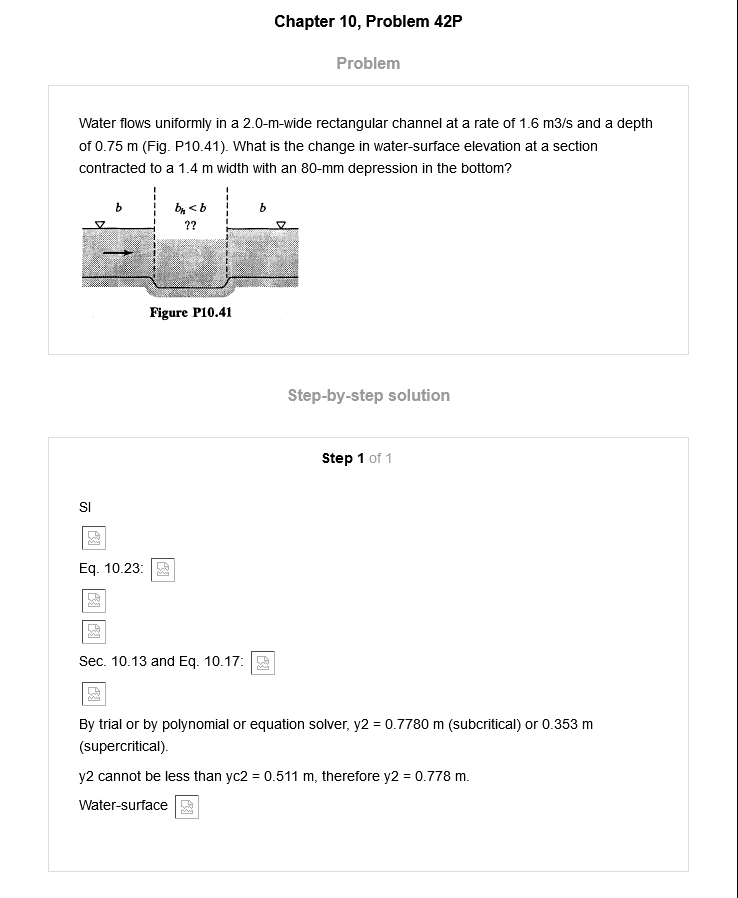 Chapter 10, Problem 42P
Problem
Water flows uniformly in a 2.0-m-wide rectangular channel at a rate of 1.6 m3/s and a depth
of 0.75 m (Fig. P10.41). What is the change in water-surface elevation at a section
contracted to a 1.4 m width with an 80-mm depression in the bottom?
b bₕ < b b
??
Figure P10.41
Step-by-step solution
Step 1 of 1
SI
Eq. 10.23:
Sec. 10.13 and Eq. 10.17:
By trial or by polynomial or equation solver, y2 = 0.7780 m (subcritical) or 0.353 m
(supercritical).
y2 cannot be less than yc2 = 0.511 m, therefore y2 = 0.778 m.
Water-surface